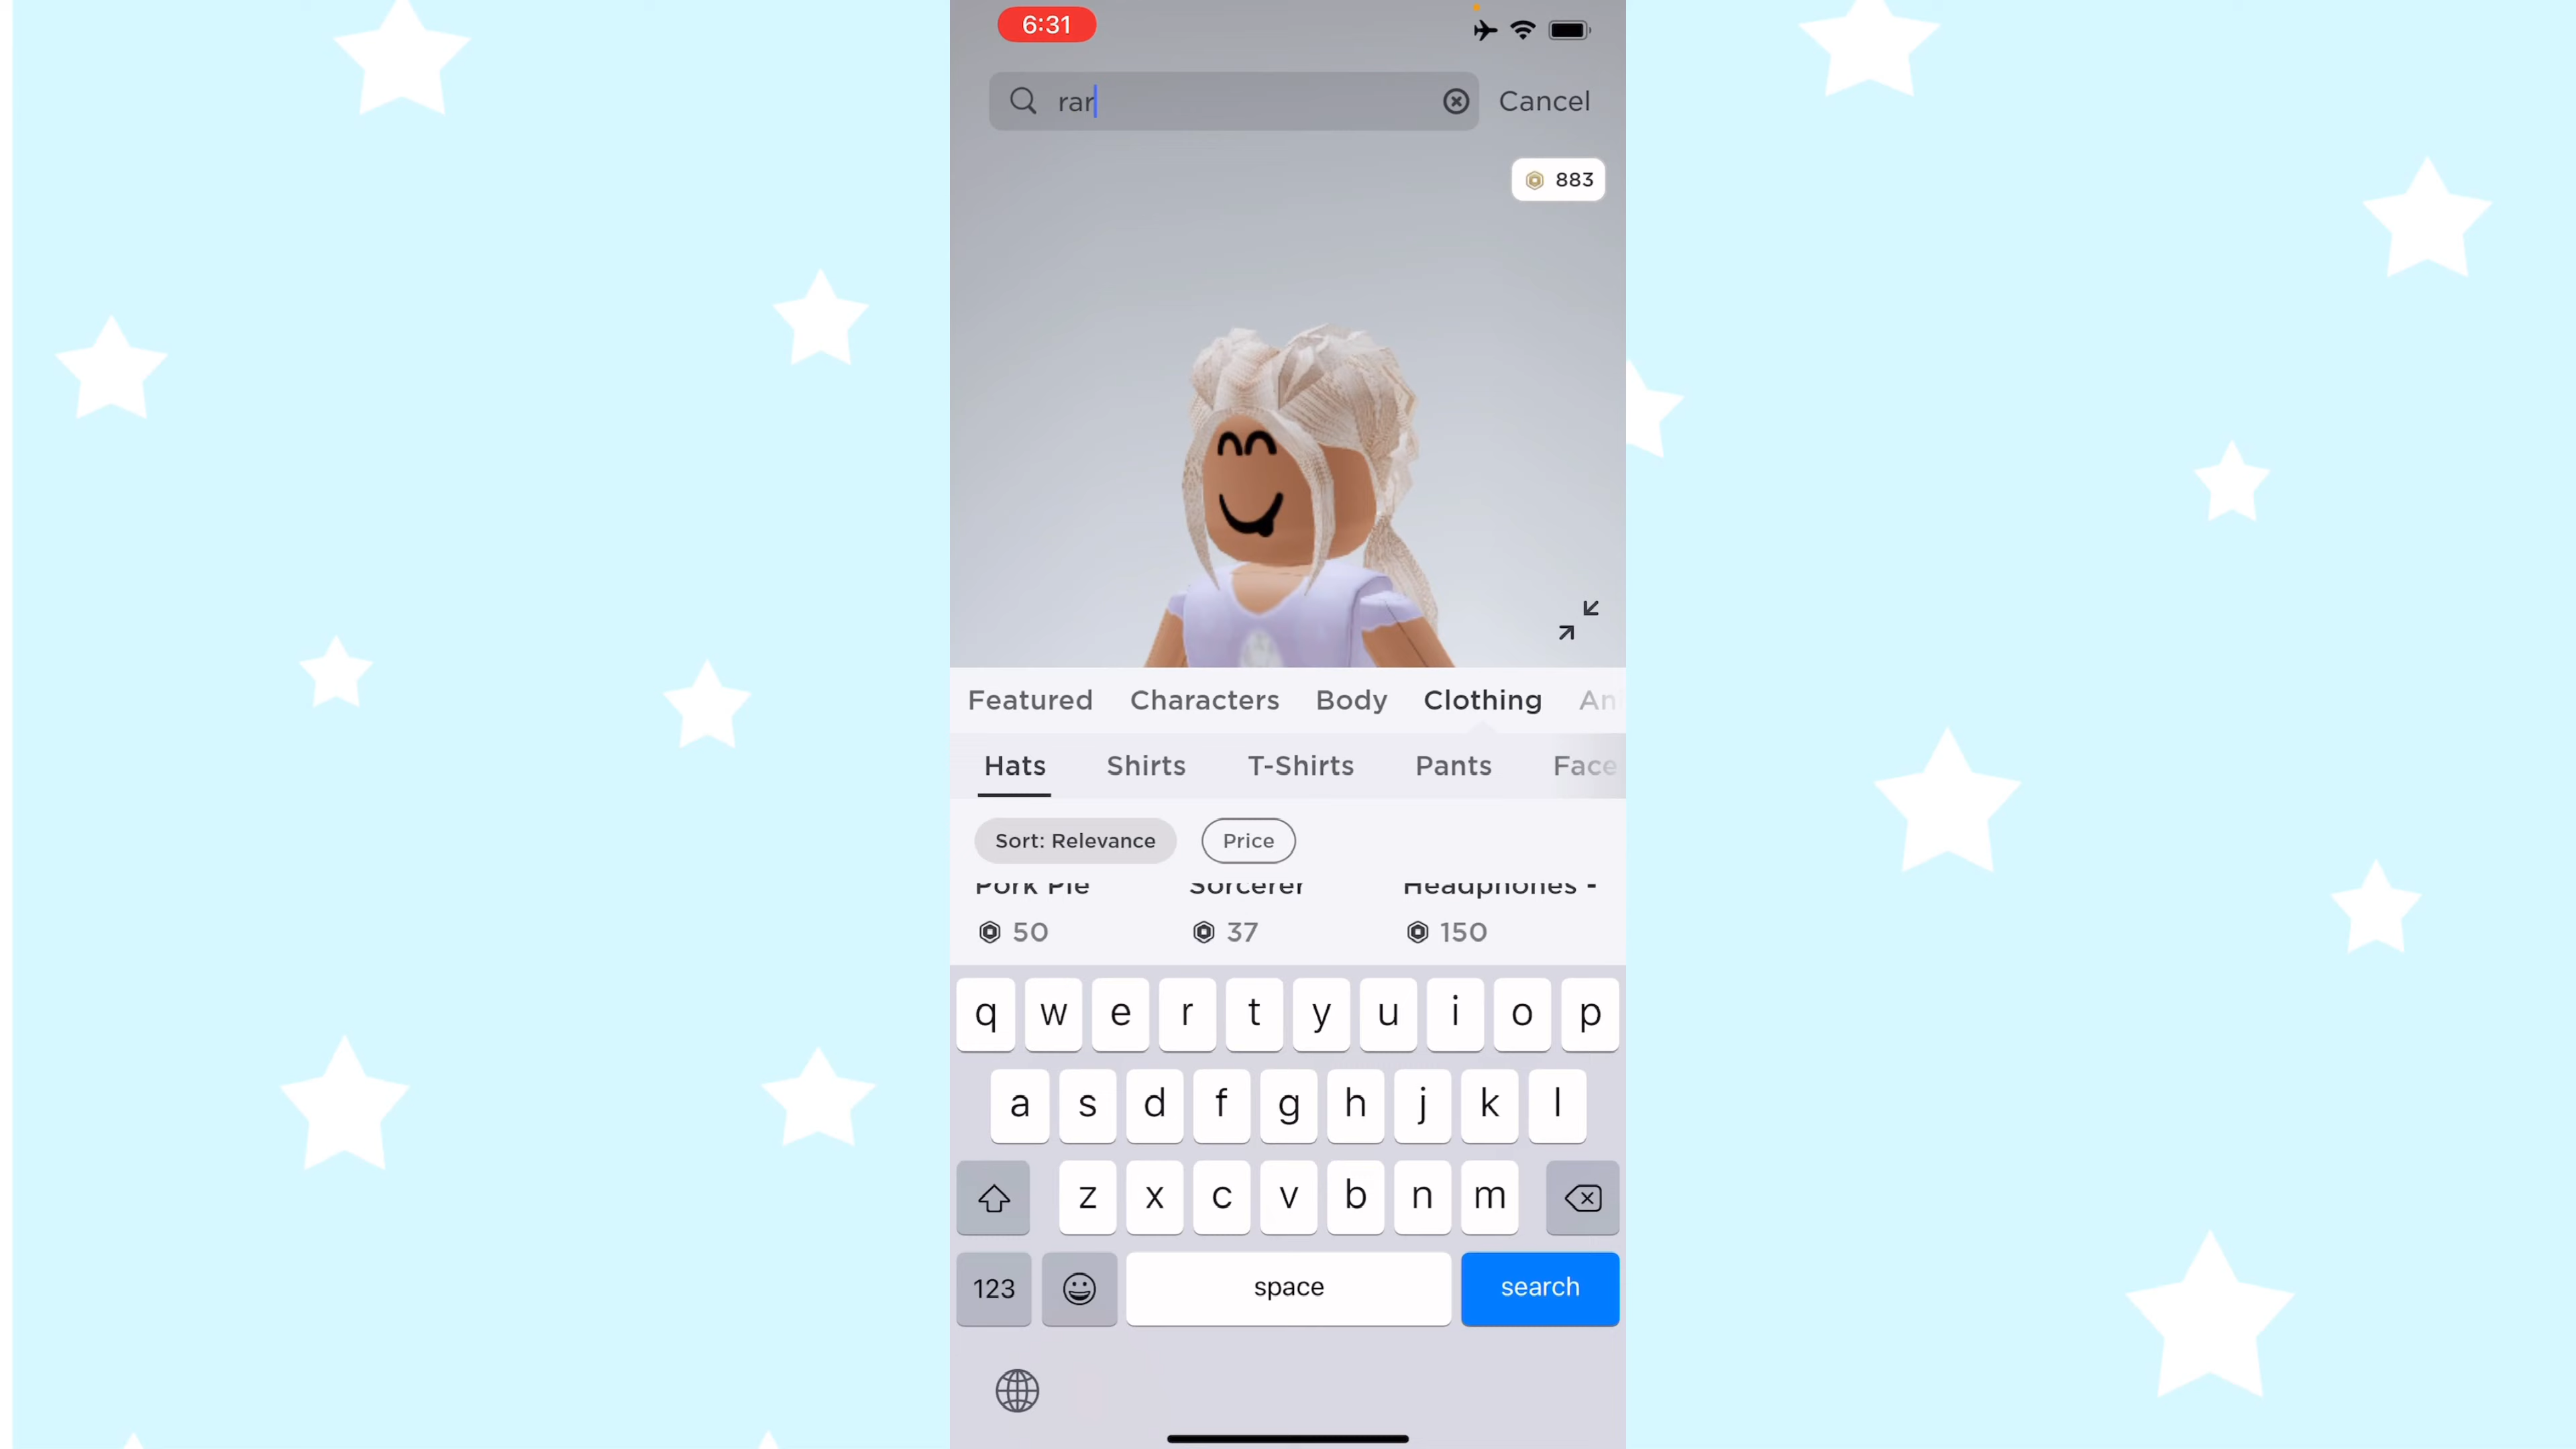 6:31
rar
Cancel
883
Featured Characters Body Clothing An
Hats Shirts T-Shirts Pants Face
Sort: Relevance Price
Pork Pie Sorcerer Headphones -
50 37 150
q w e r t y u i o p
a s d f g h j k l
z x c v b n m
123 space search